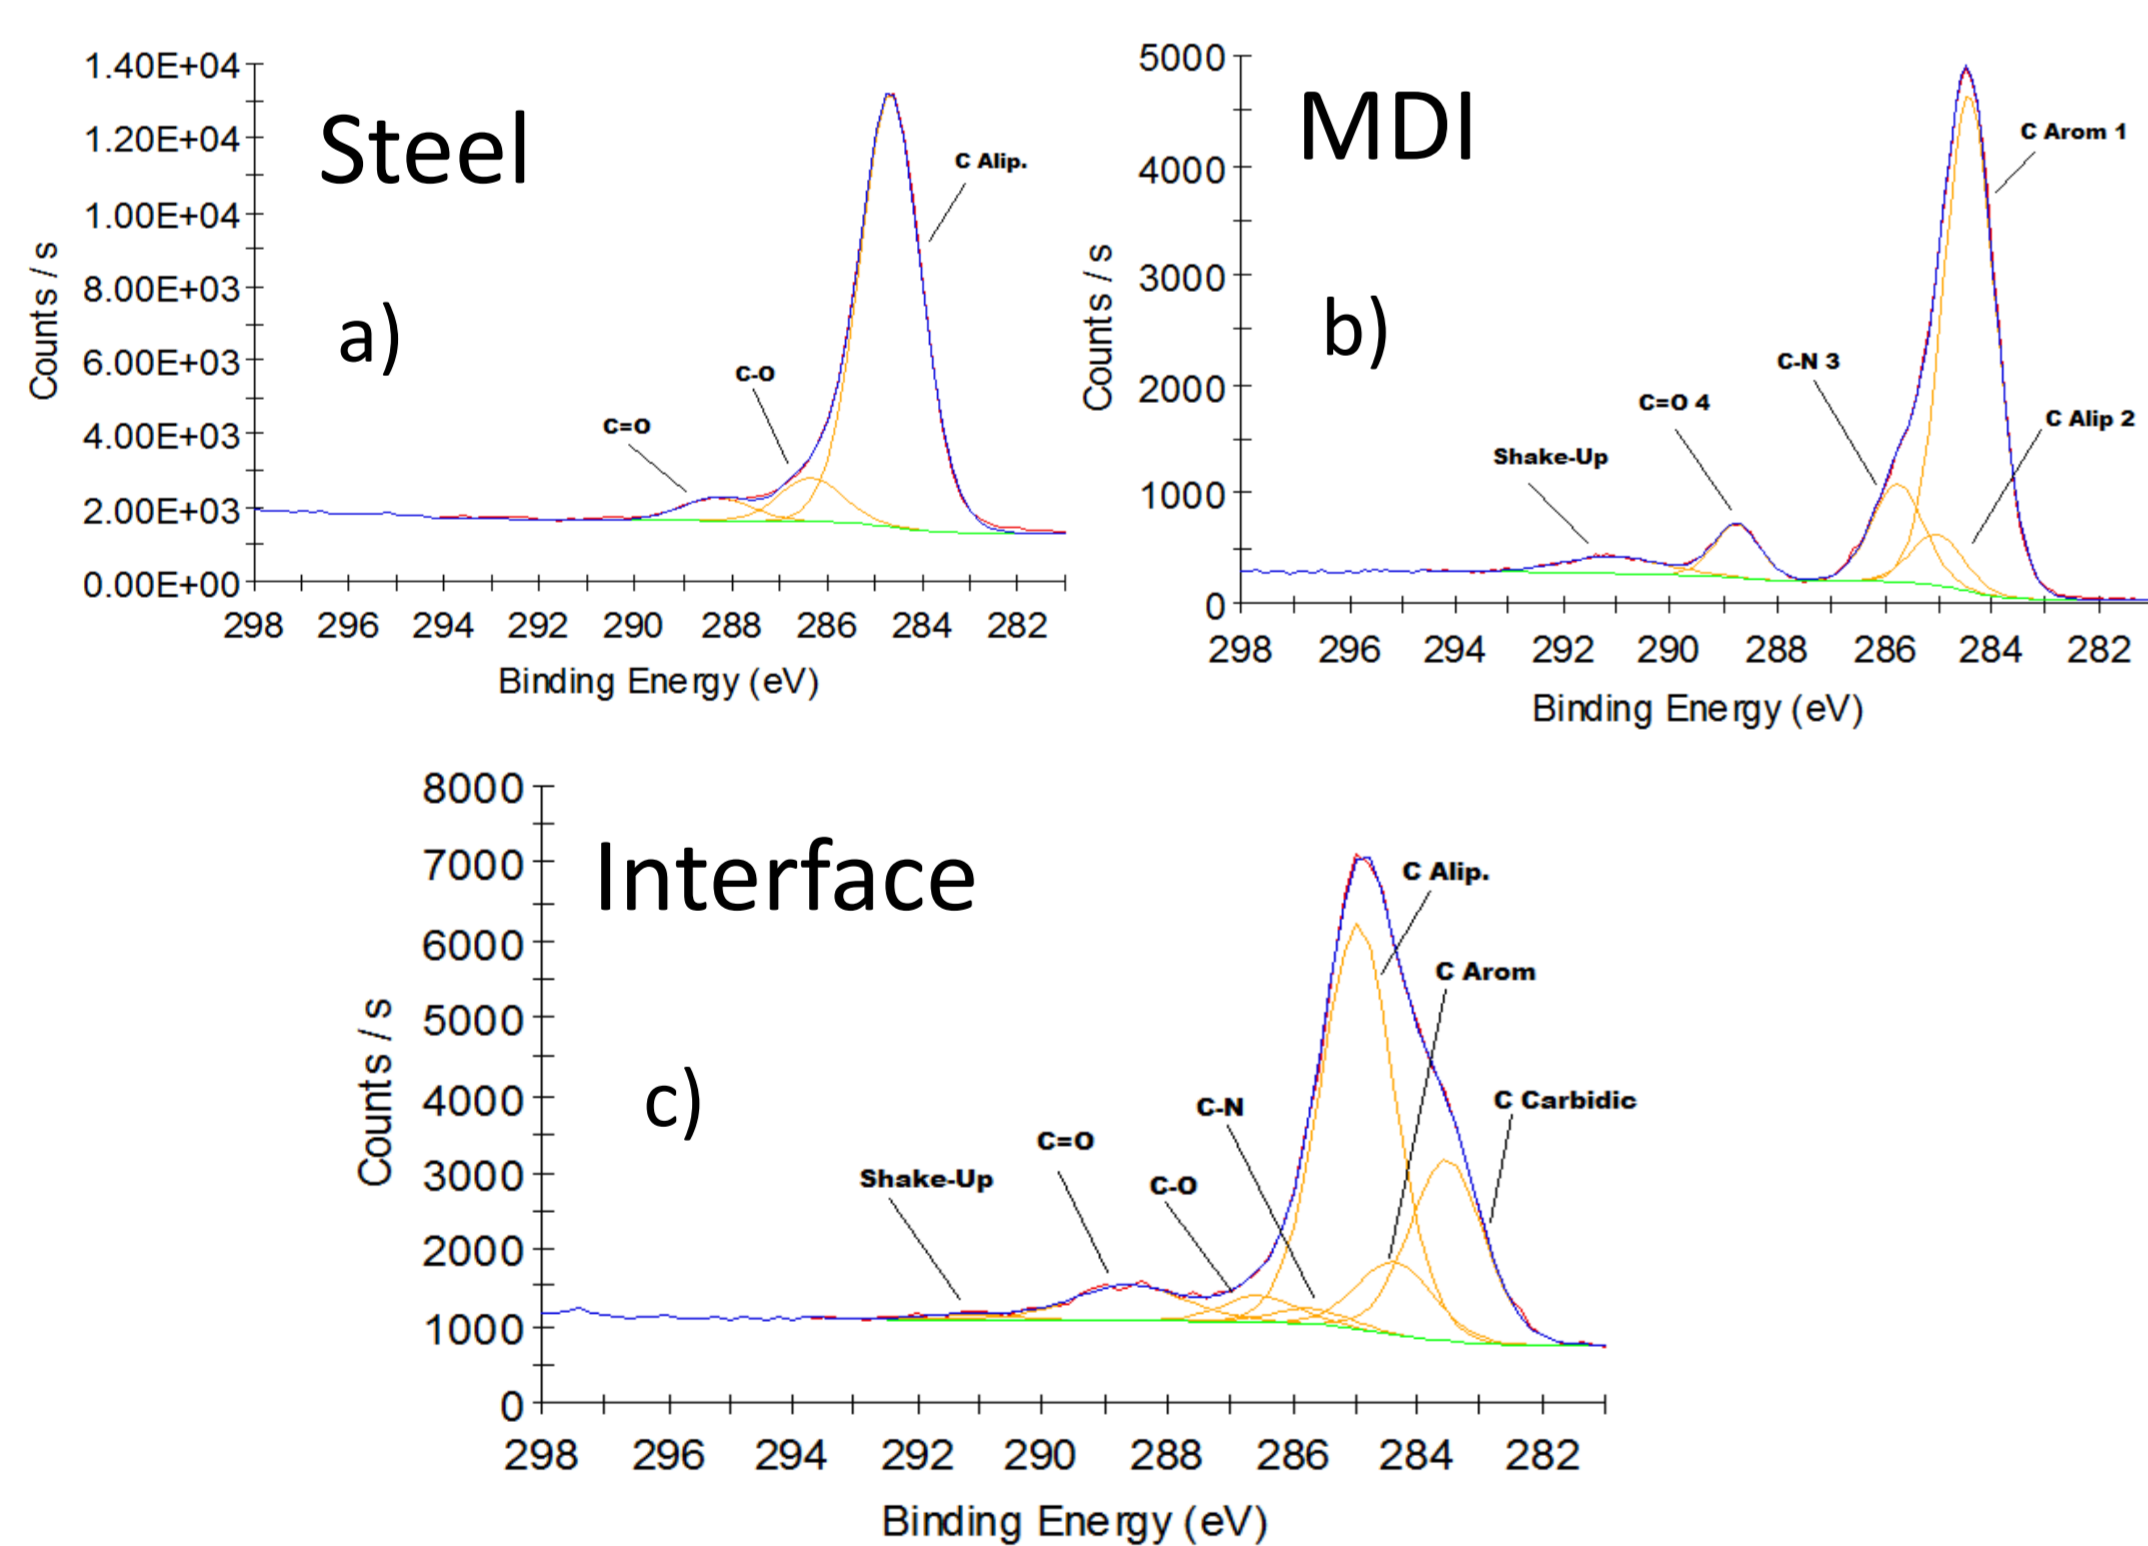 Steel
a)
Counts / s
1.40E+04
1.20E+04
1.00E+04
8.00E+03
6.00E+03
4.00E+03
2.00E+03
0.00E+00
C Alip.
C-O
C=O
298 296 294 292 290 288 286 284 282
Binding Energy (eV)
MDI
b)
Counts / s
5000
4000
3000
2000
1000
0
C Arom 1
C-N 3
C=O 4
C Alip 2
Shake-Up
298 296 294 292 290 288 286 284 282
Binding Energy (eV)
Interface
c)
Counts / s
8000
7000
6000
5000
4000
3000
2000
1000
0
C Alip.
C Arom
C Carbidic
C-N
C=O
C-O
Shake-Up
298 296 294 292 290 288 286 284 282
Binding Energy (eV)